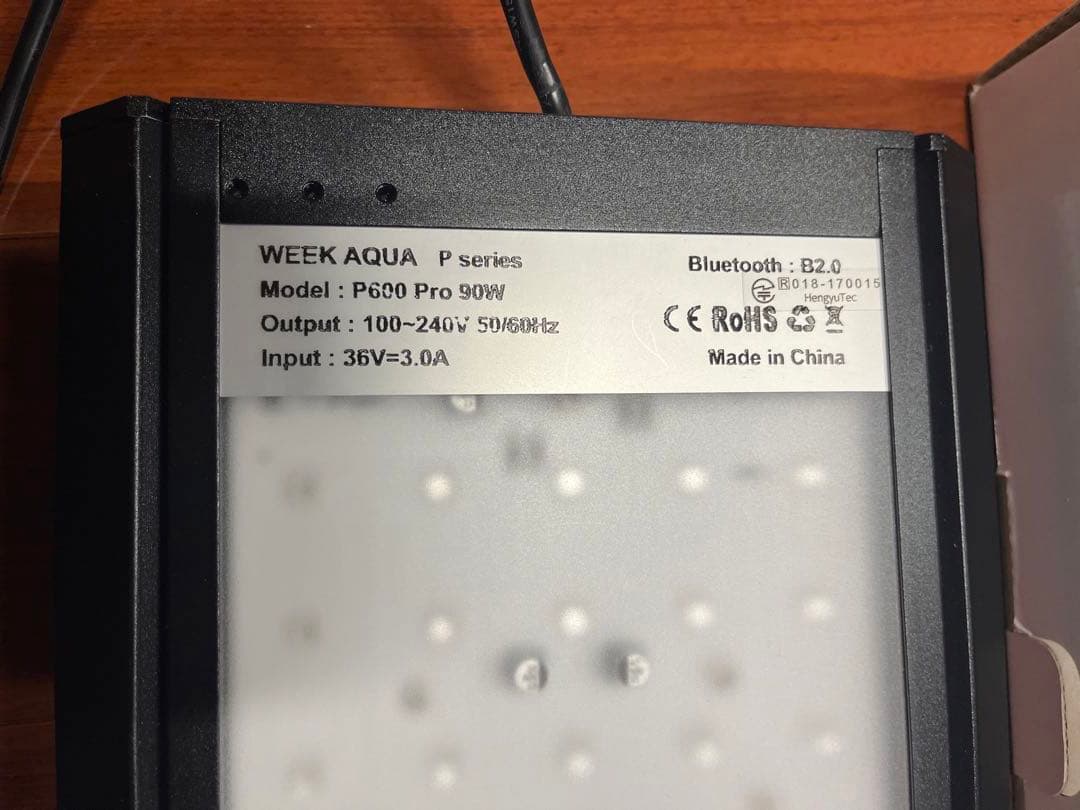 WEEK AQUA P series
Model : P600 Pro 90W
Output : 100~240V 50/60Hz
Input : 36V=3.0A
Bluetooth : B2.0
R 018-170015
HengyuTec
CE RoHS
Made in China